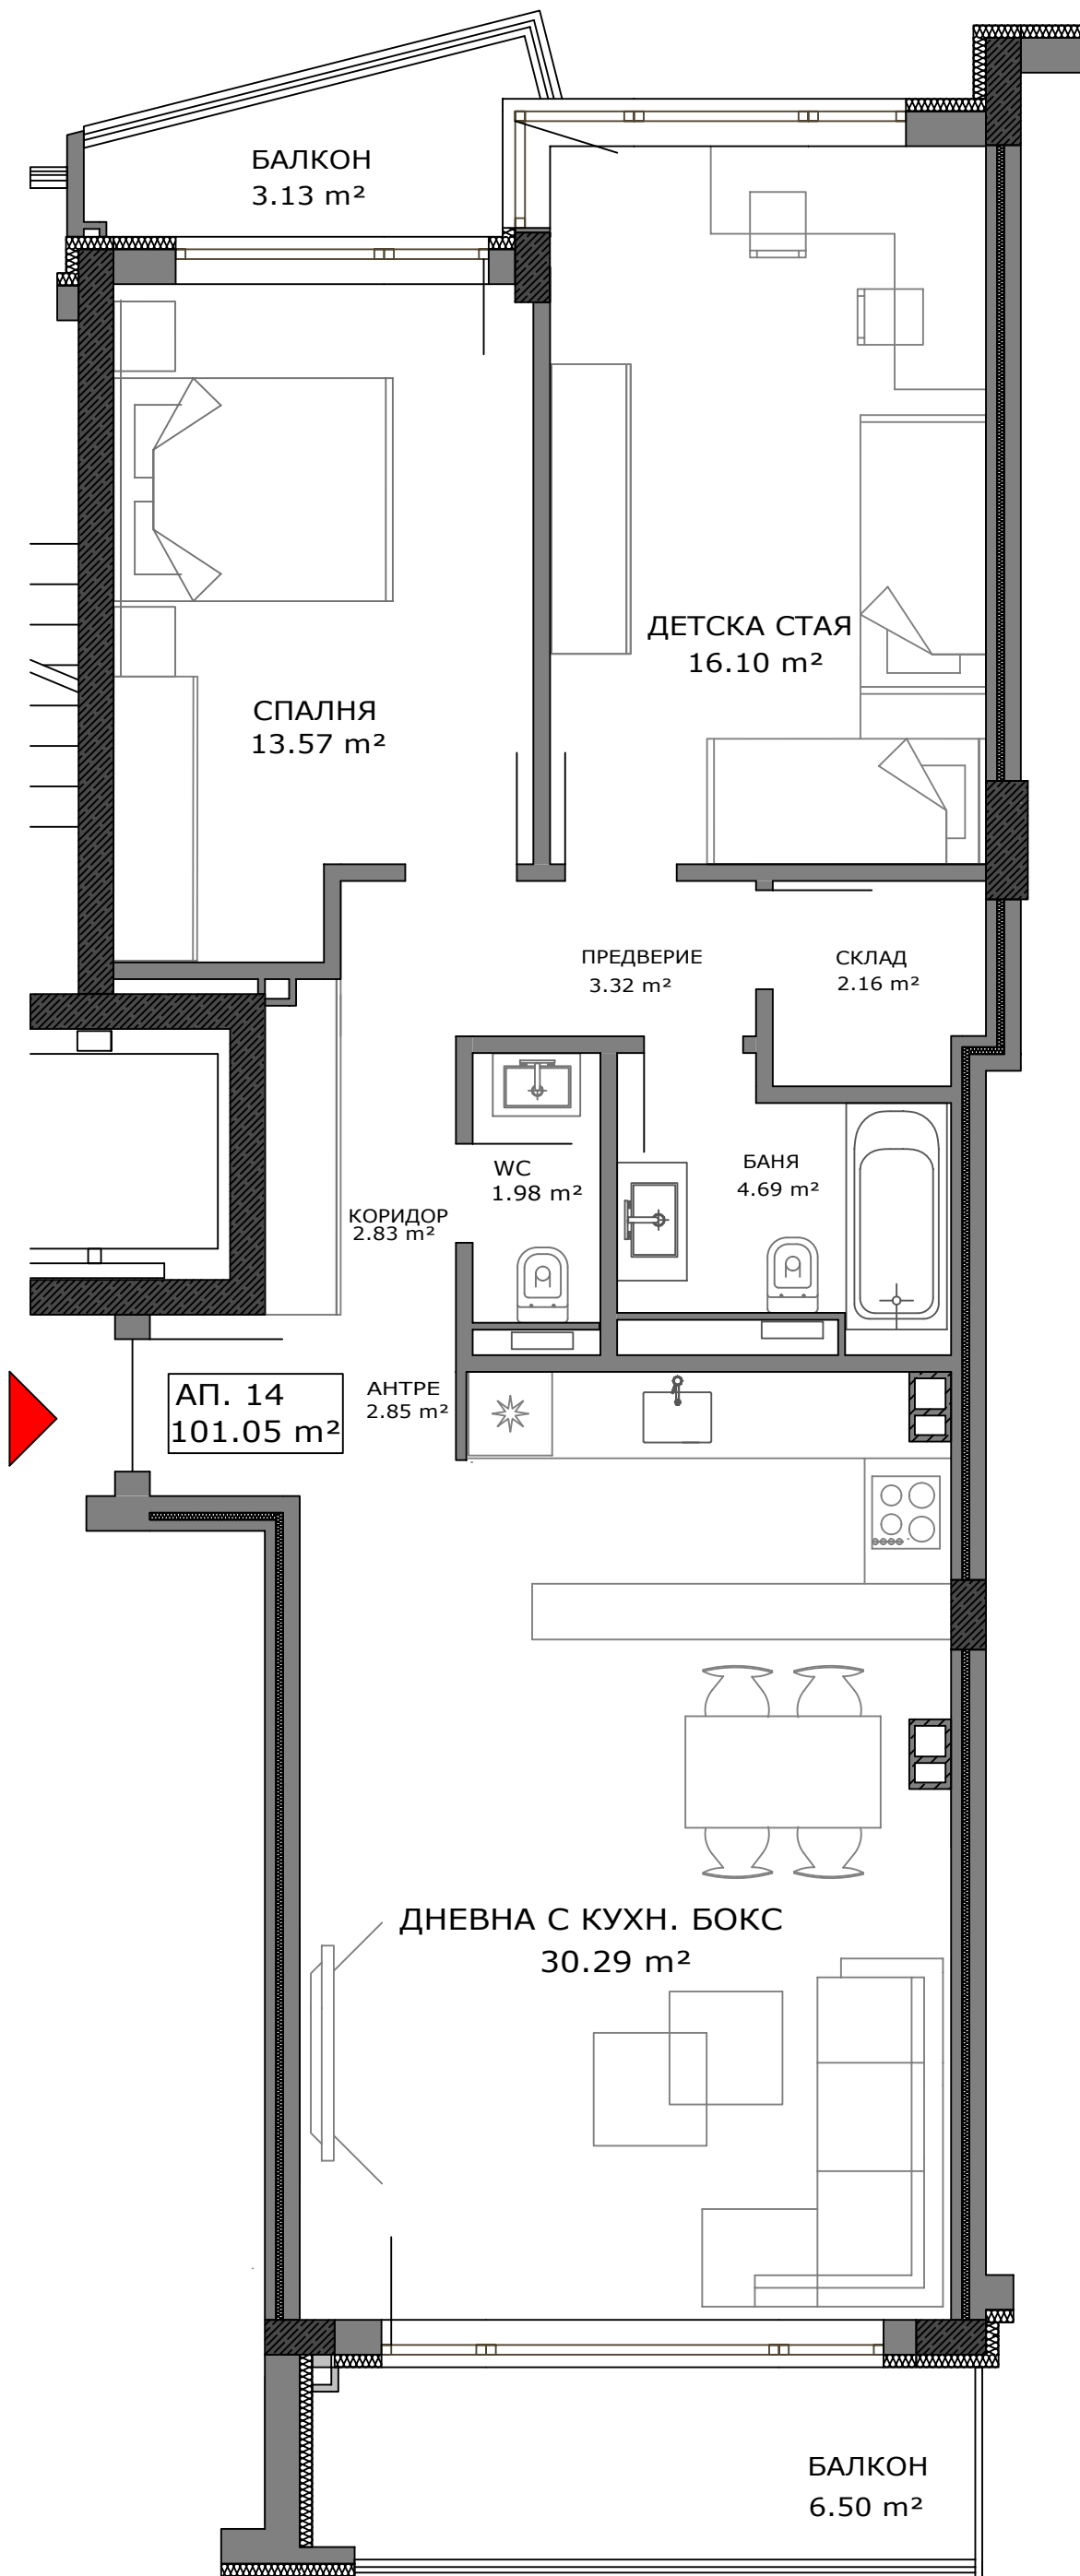 БАЛКОН
3.13 m²
ДЕТСКА СТАЯ
16.10 m²
СПАЛНЯ
13.57 m²
ПРЕДВЕРИЕ
3.32 m²
СКЛАД
2.16 m²
WC
1.98 m²
БАНЯ
4.69 m²
КОРИДОР
2.83 m²
АП. 14
101.05 m²
АНТРЕ
2.85 m²
ДНЕВНА С КУХН. БОКС
30.29 m²
БАЛКОН
6.50 m²